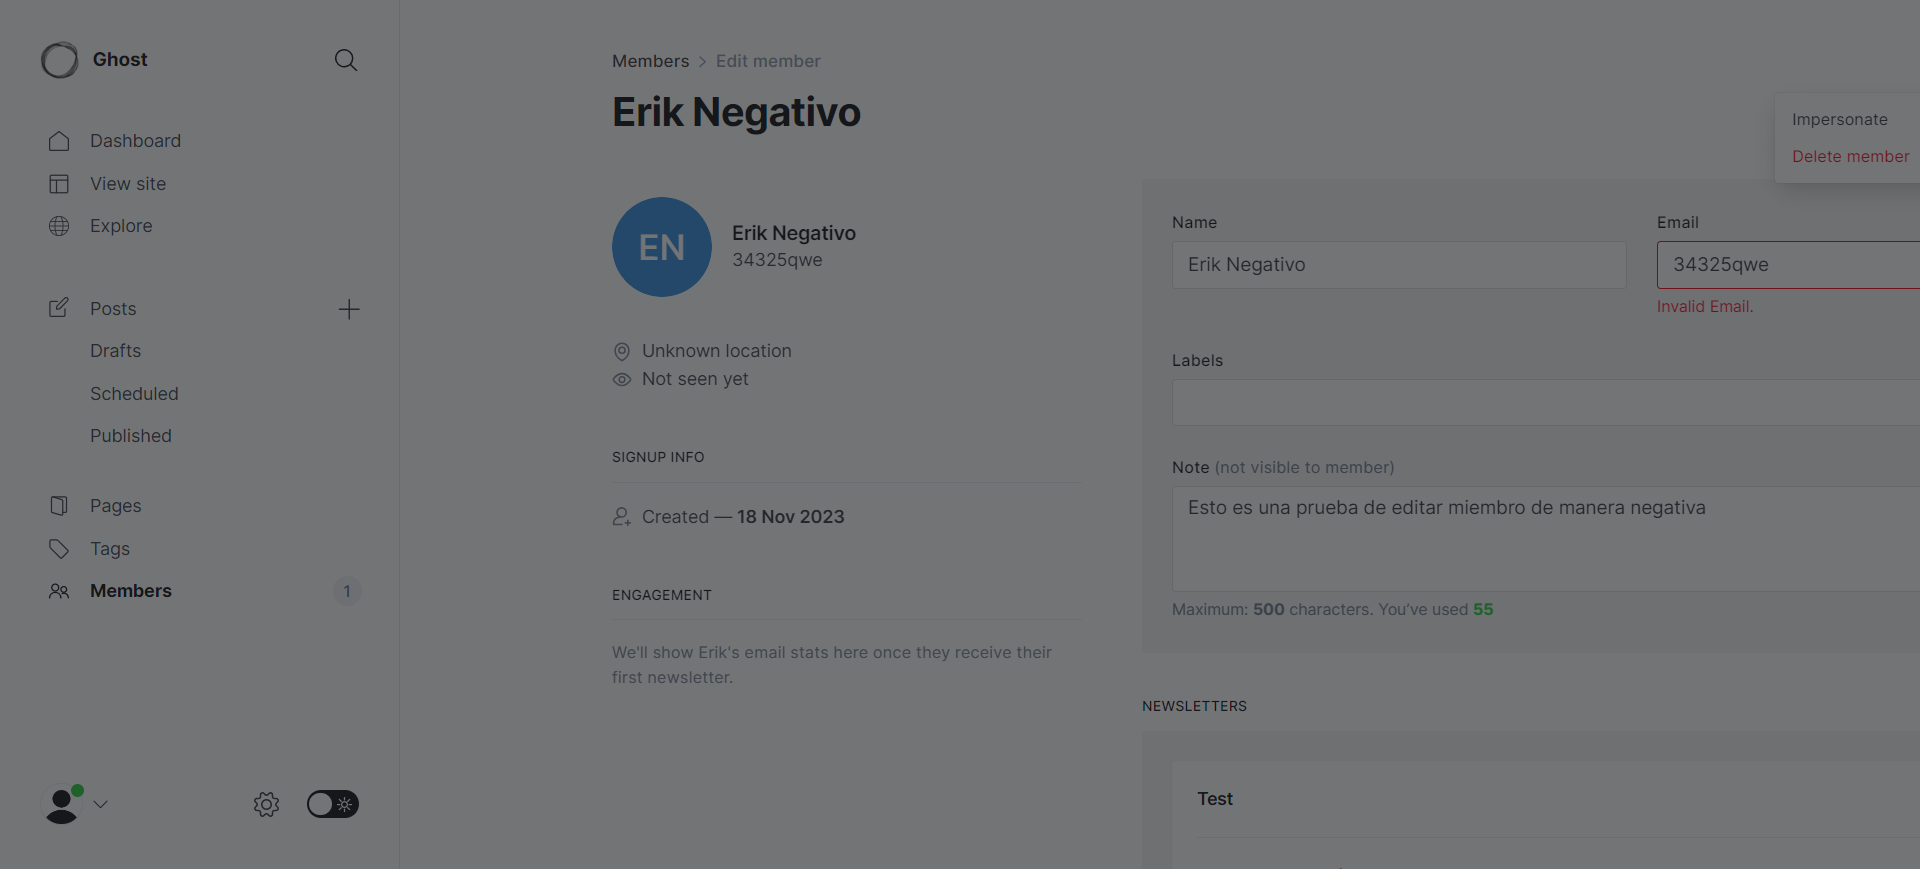 Ghost
Dashboard
View site
Explore
Posts
Drafts
Scheduled
Published
Pages
Tags
Members
1
Members
Edit member
Erik Negativo
Impersonate
Delete member
EN
Erik Negativo
34325qwe
Unknown location
Not seen yet
SIGNUP INFO
Created — 18 Nov 2023
ENGAGEMENT
We'll show Erik's email stats here once they receive their
first newsletter.
Name
Erik Negativo
Email
34325qwe
Invalid Email.
Labels
Note (not visible to member)
Esto es una prueba de editar miembro de manera negativa
Maximum: 500 characters. You’ve used 55
NEWSLETTERS
Test